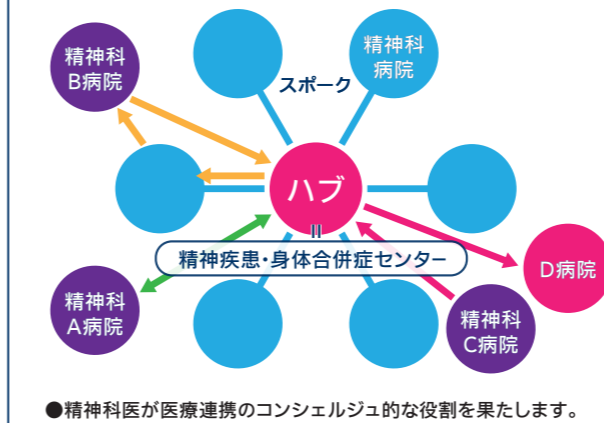 精神科
B病院
スポーク
精神科
病院
ハブ
=
精神疾患・身体合併症センター
D病院
精神科
A病院
精神科
C病院
●精神科医が医療連携のコンシェルジュ的な役割を果たします。